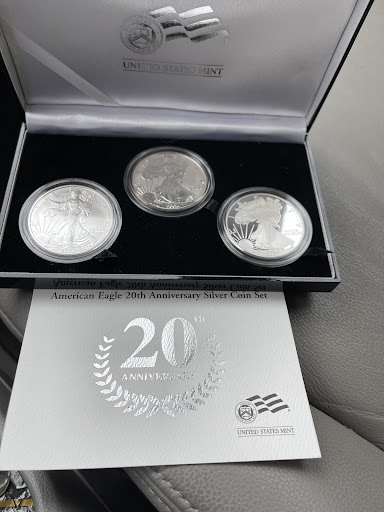 UNITED STATES MINT
American Eagle 20th Anniversary Silver Coin Set
20th
ANNIVERSARY
UNITED STATES MINT